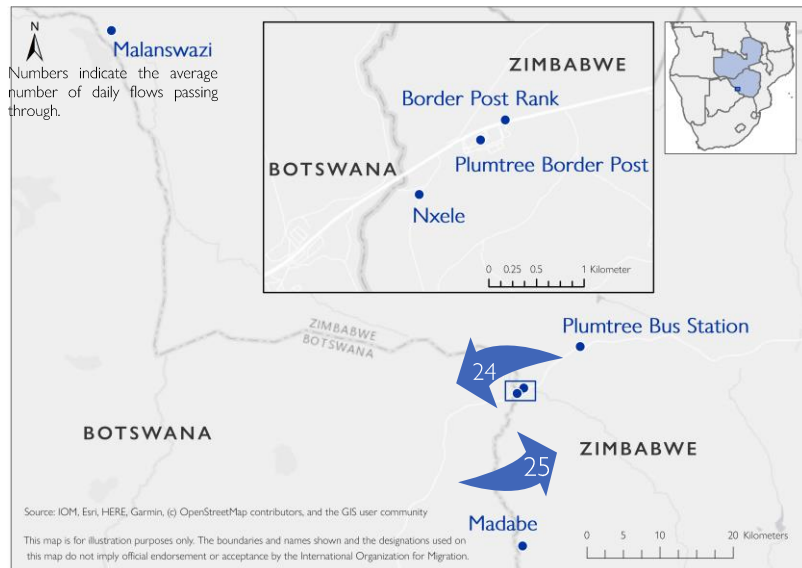 N
Malanswazi
Numbers indicate the average
number of daily flows passing
through.
ZIMBABWE
Border Post Rank
BOTSWANA
Plumtree Border Post
Nxele
0 0.25 0.5 1 Kilometer
Plumtree Bus Station
ZIMBABWE
BOTSWANA
24
BOTSWANA
ZIMBABWE
25
Source: IOM, Esri, HERE, Garmin, (c) OpenStreetMap contributors, and the GIS user community
Madabe
0 5 10 20 Kilometers
This map is for illustration purposes only. The boundaries and names shown and the designations used on
this map do not imply official endorsement or acceptance by the International Organization for Migration.